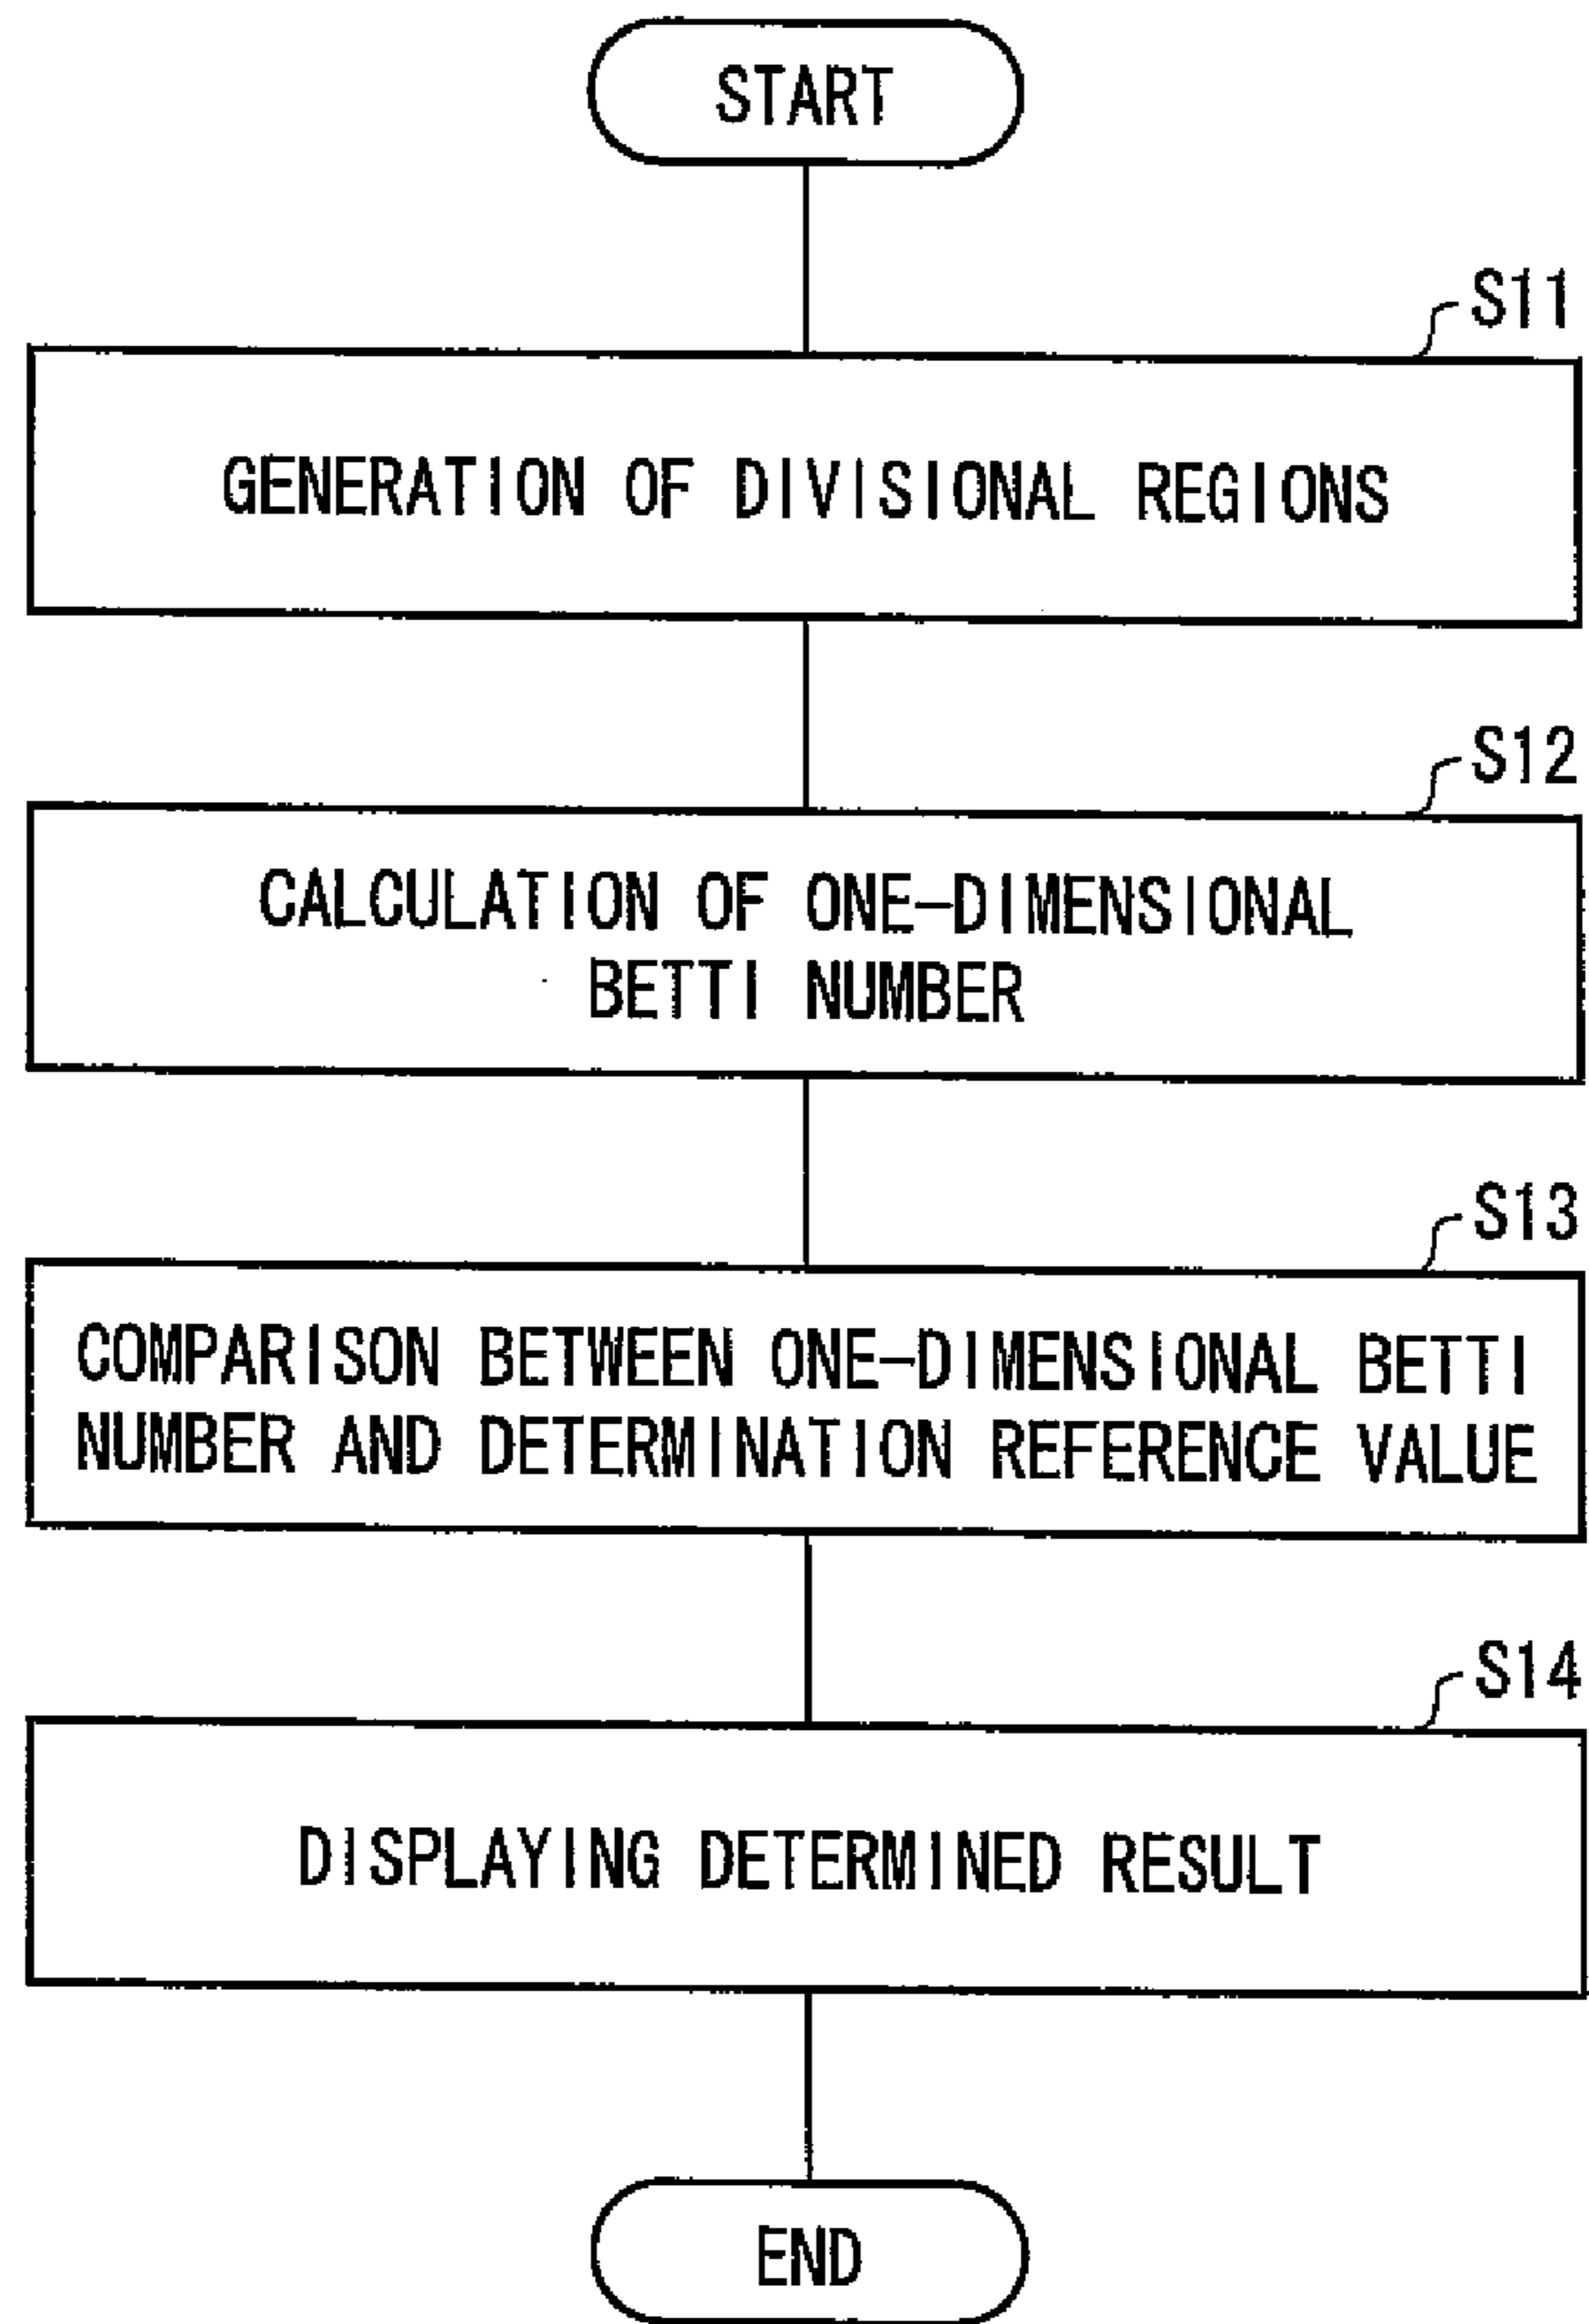 START
S11
GENERATION OF DIVISIONAL REGIONS
S12
CALCULATION OF ONE-DIMENSIONAL
BETTI NUMBER
S13
COMPARISON BETWEEN ONE-DIMENSIONAL BETTI
NUMBER AND DETERMINATION REFERENCE VALUE
S14
DISPLAYING DETERMINED RESULT
END